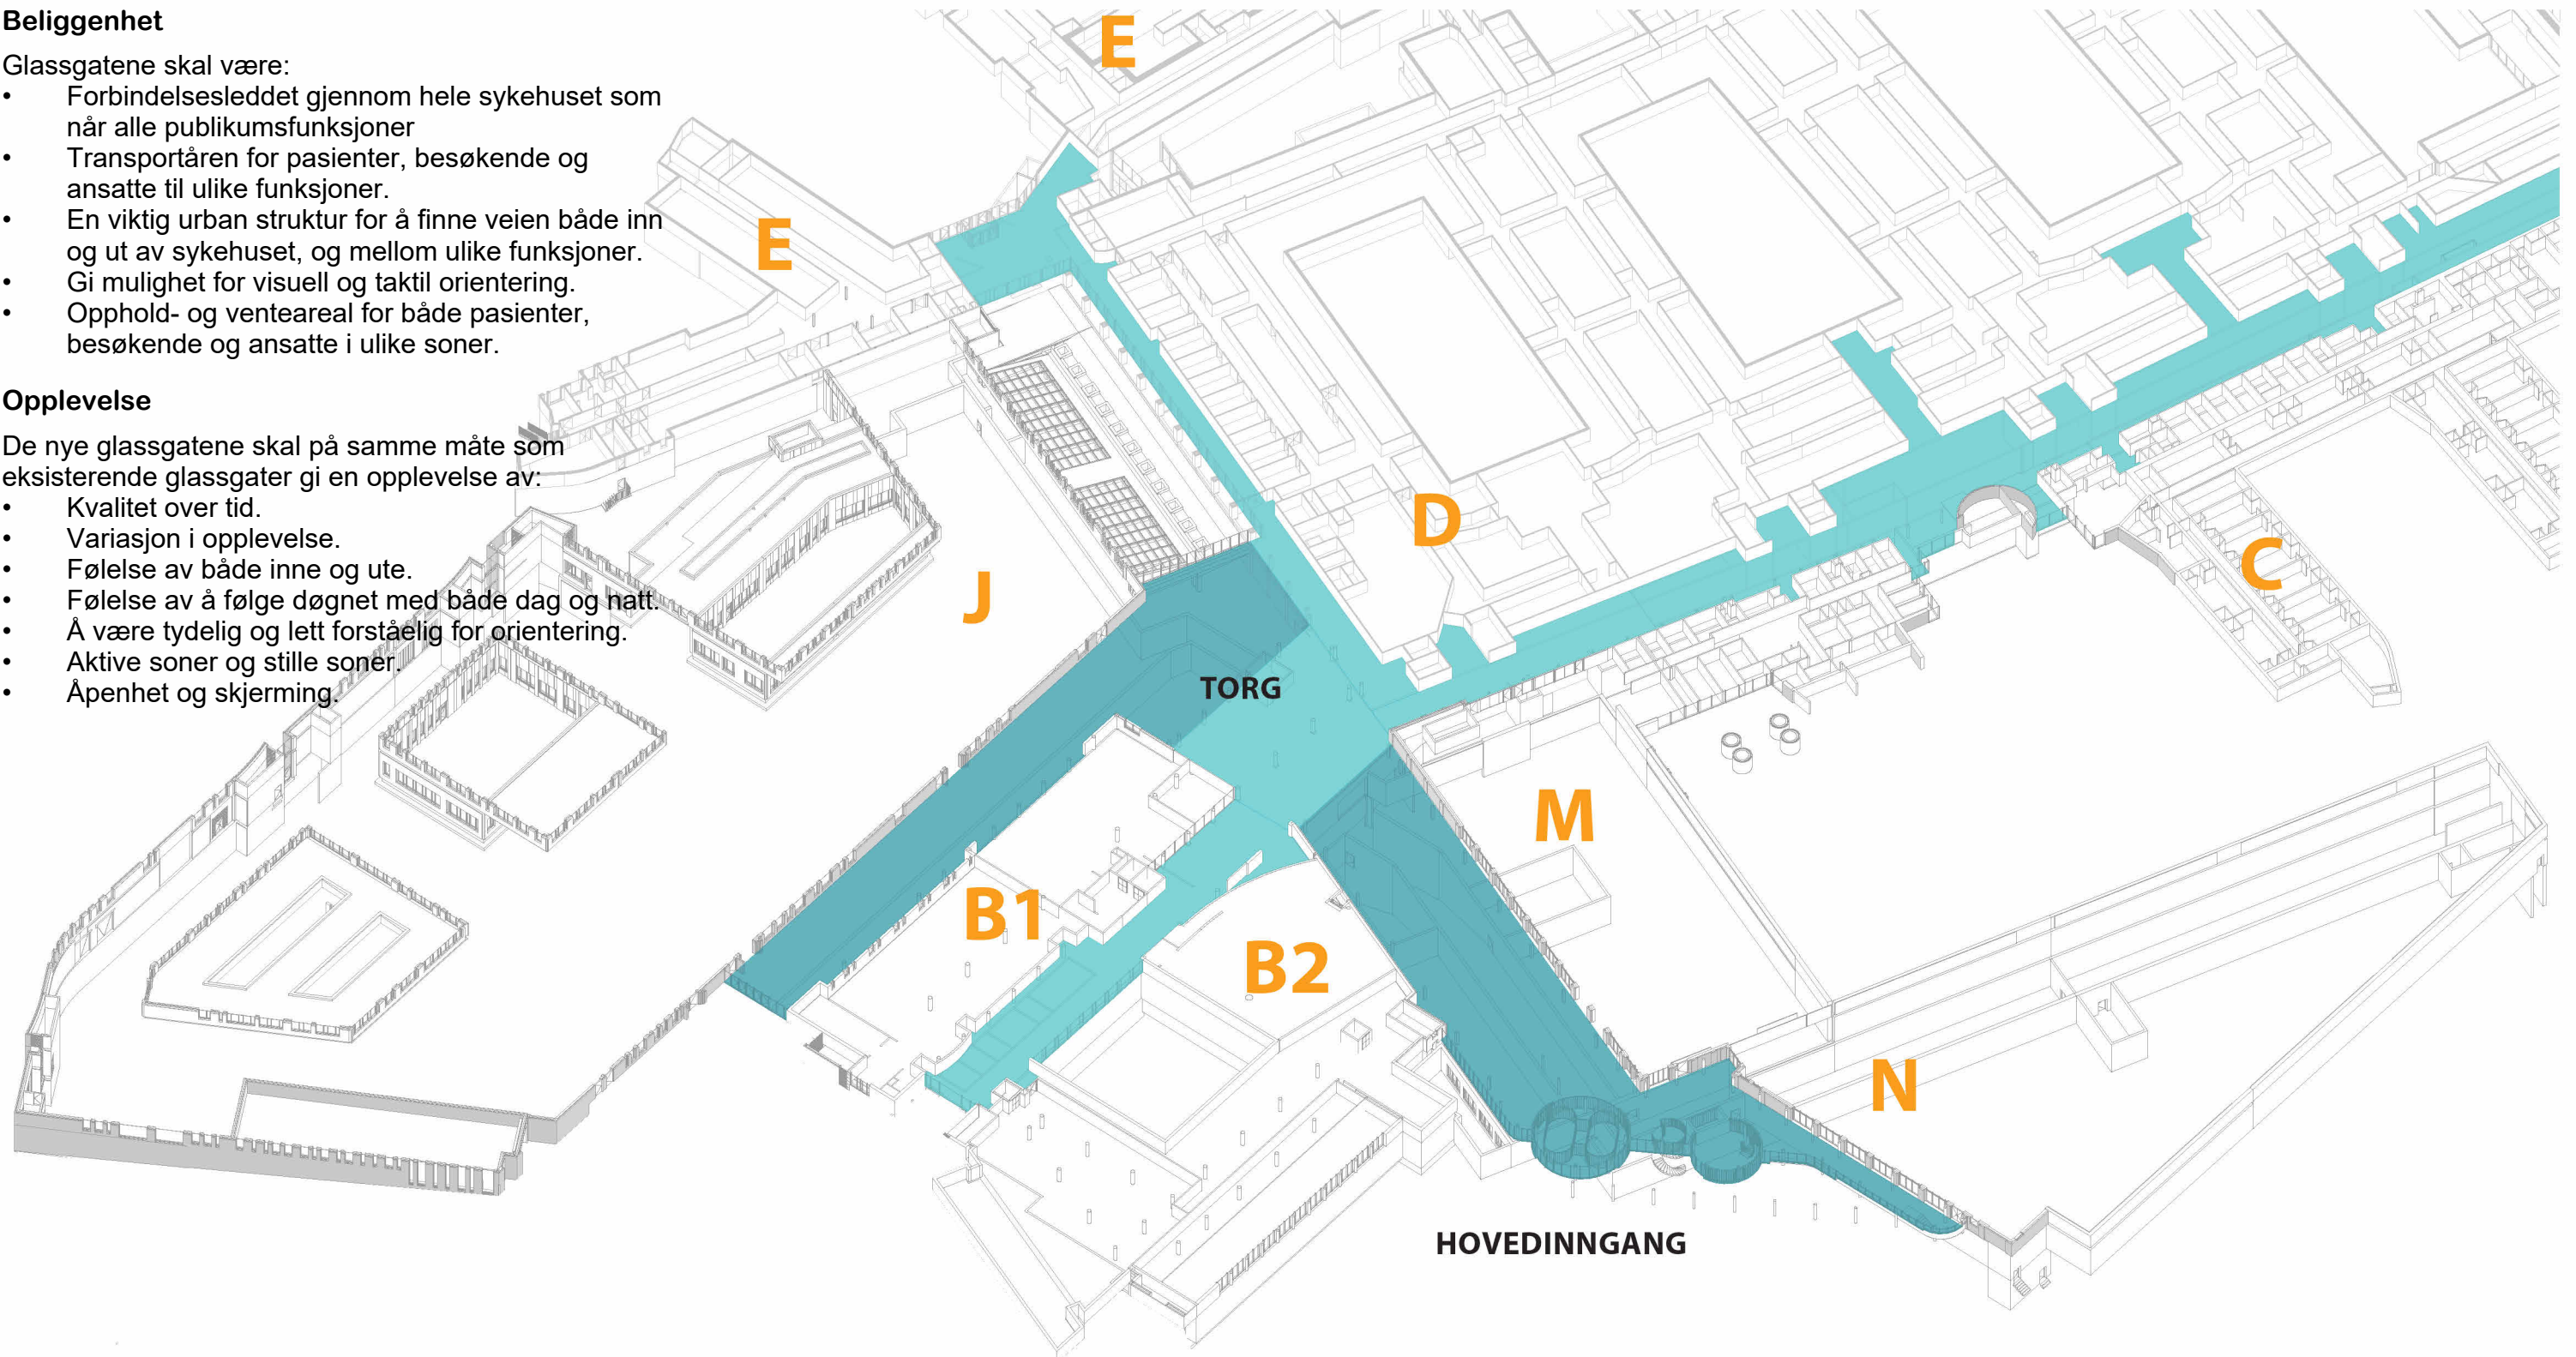 Beliggenhet
Glassgatene skal være:
• Forbindelsesleddet gjennom hele sykehuset som
når alle publikumsfunksjoner
• Transportåren for pasienter, besøkende og
ansatte til ulike funksjoner.
• En viktig urban struktur for å finne veien både inn
og ut av sykehuset, og mellom ulike funksjoner.
• Gi mulighet for visuell og taktil orientering.
• Opphold- og venteareal for både pasienter,
besøkende og ansatte i ulike soner.
Opplevelse
De nye glassgatene skal på samme måte som
eksisterende glassgater gi en opplevelse av:
• Kvalitet over tid.
• Variasjon i opplevelse.
• Følelse av både inne og ute.
• Følelse av å følge døgnet med både dag og natt.
• Å være tydelig og lett forståelig for orientering.
• Aktive soner og stille soner.
• Åpenhet og skjerming.
E
E
D
C
J
TORG
M
B1
B2
N
HOVEDINNGANG